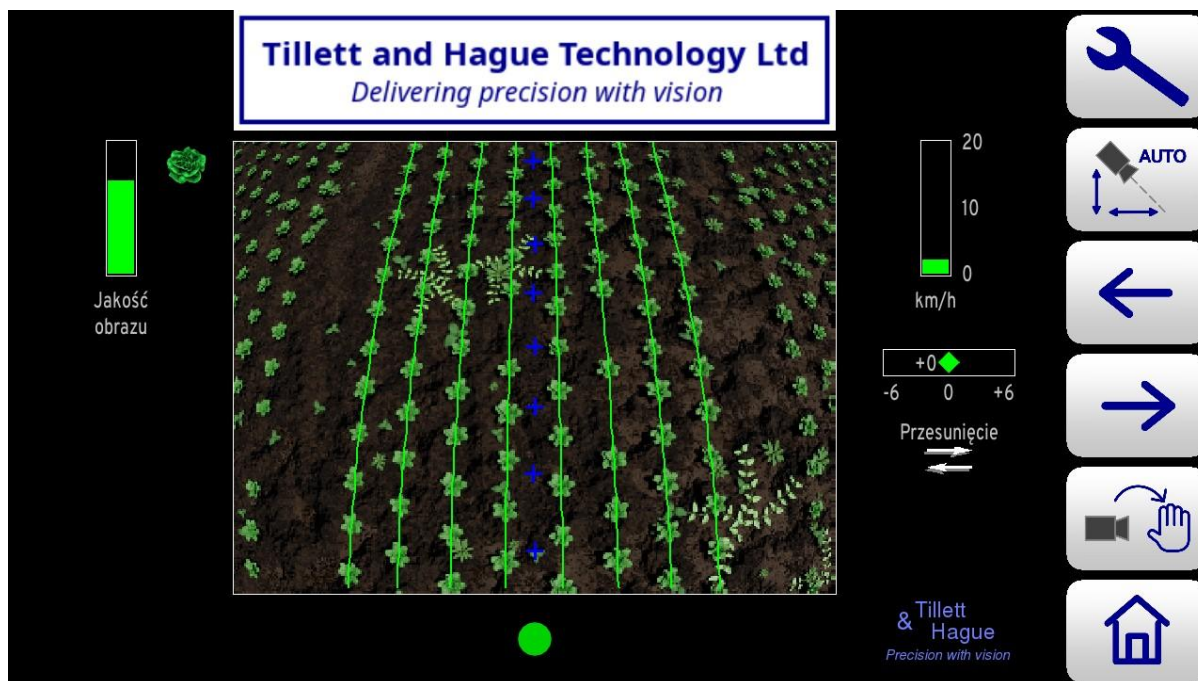 Tillett and Hague Technology Ltd
Delivering precision with vision
Jakość
obrazu
20
10
0
km/h
+0
-6 0 +6
Przesunięcie
AUTO
& Tillett
Hague
Precision with vision